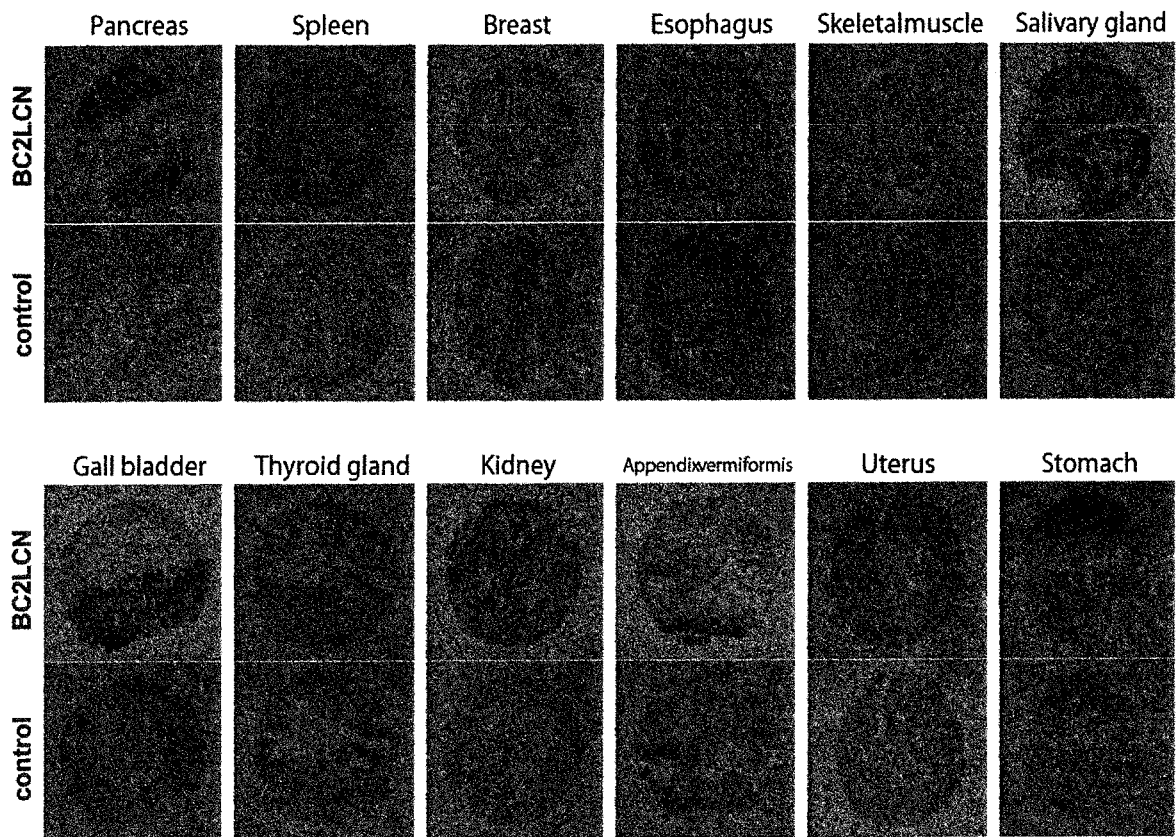 Pancreas Spleen Breast Esophagus Skeletalmuscle Salivary gland
BC2LCN
control
Gall bladder Thyroid gland Kidney Appendixvermiformis Uterus Stomach
BC2LCN
control